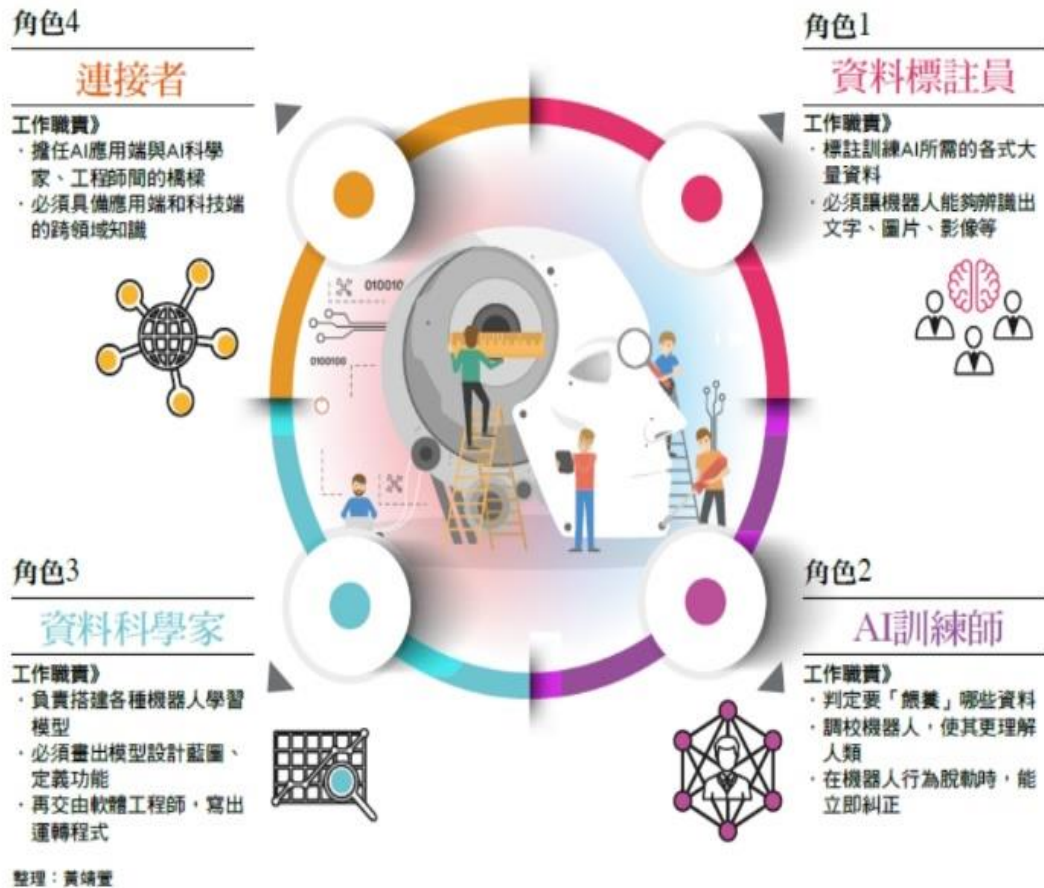 角色4
連接者
工作職責》
·擔任AI應用端與AI科學
家、工程師間的橋樑
·必須具備應用端和科技端
的跨領域知識
角色1
資料標註員
工作職責》
·標註訓練AI所需的各式大
量資料
·必須讓機器人能夠辨識出
文字、圖片、影像等
010010
0100100
角色3
資料科學家
工作職責》
·負責搭建各種機器人學習
模型
·必須畫出模型設計藍圖、
定義功能
·再交由軟體工程師，寫出
運轉程式
角色2
AI訓練師
工作職責》
·判定要「餵養」哪些資料
·調校機器人，使其更理解
人類
·在機器人行為脫軌時，能
立即糾正
整理：黃靖萱